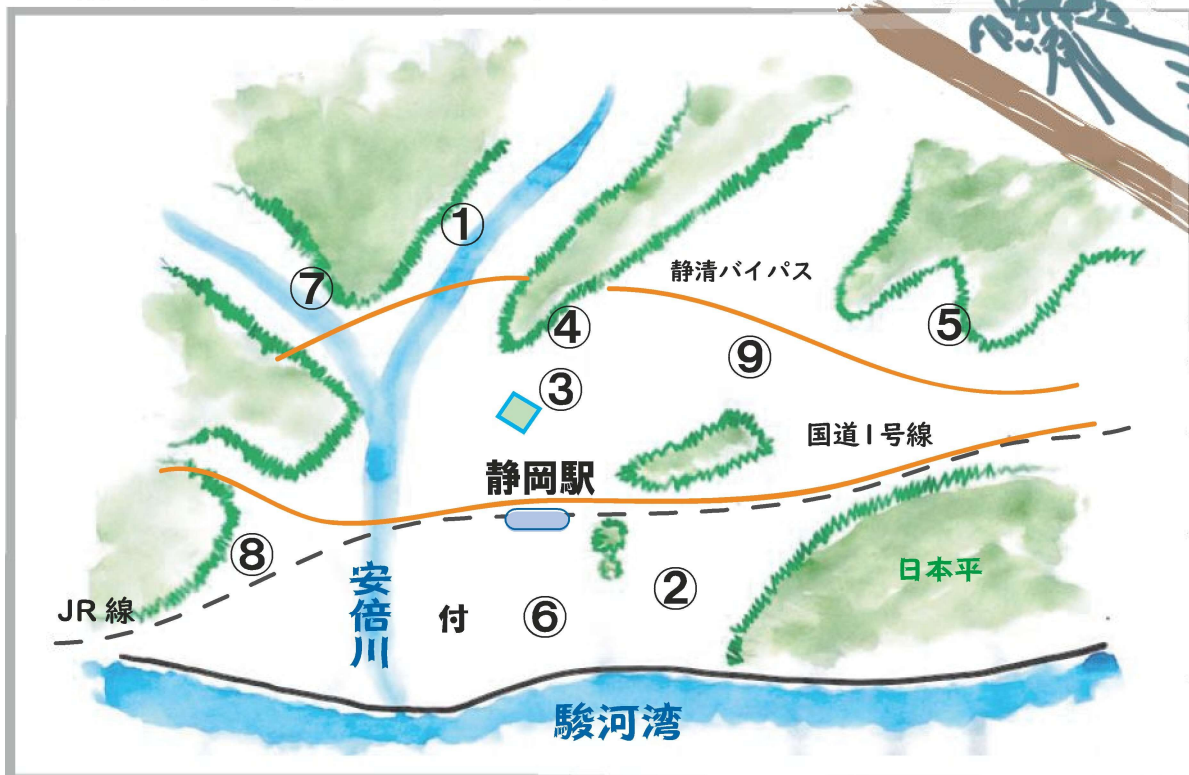 ①
⑦
静清バイパス
④
⑤
⑨
③
国道1号線
静岡駅
⑧
日本平
②
安倍川
JR線
付
⑥
駿河湾